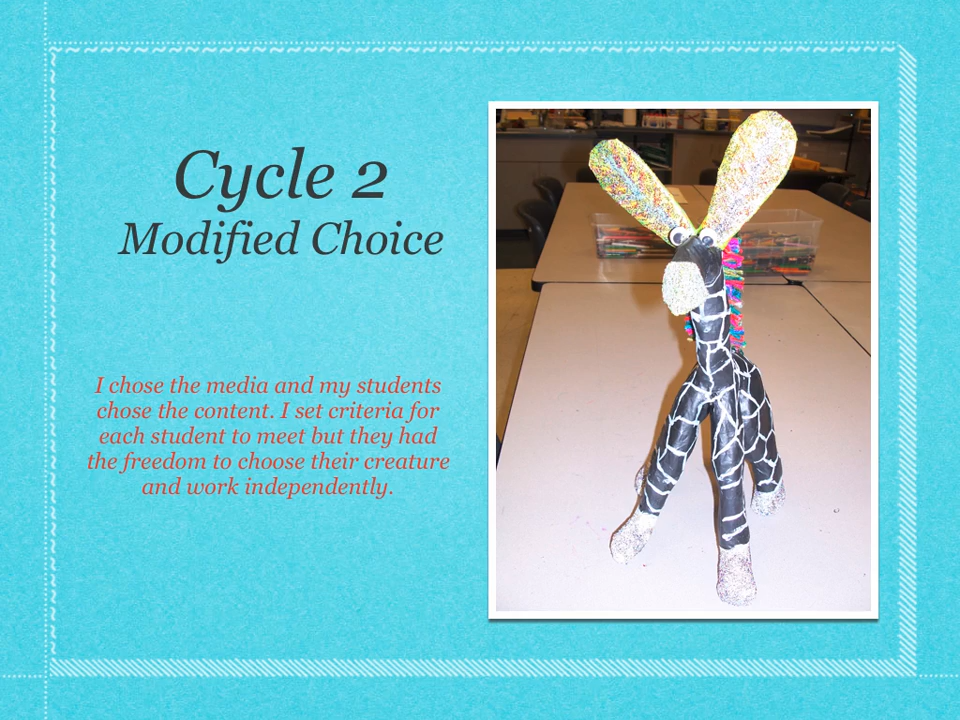 Cycle 2
Modified Choice
I chose the media and my students
chose the content. I set criteria for
each student to meet but they had
the freedom to choose their creature
and work independently.